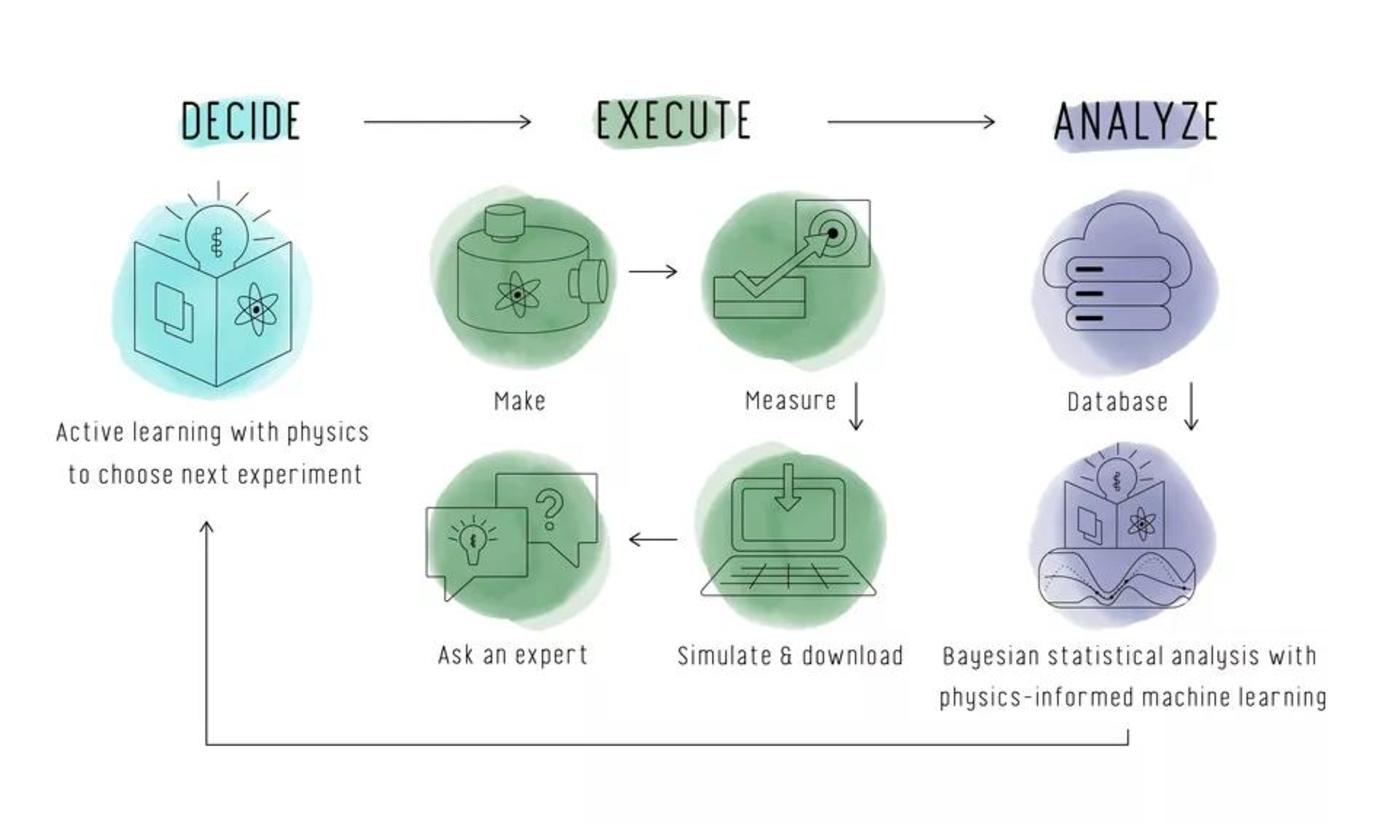 DECIDE
EXECUTE
ANALYZE
Active learning with physics
to choose next experiment
Make
Measure
Database
?
Ask an expert
Simulate & download
Bayesian statistical analysis with
physics-informed machine learning